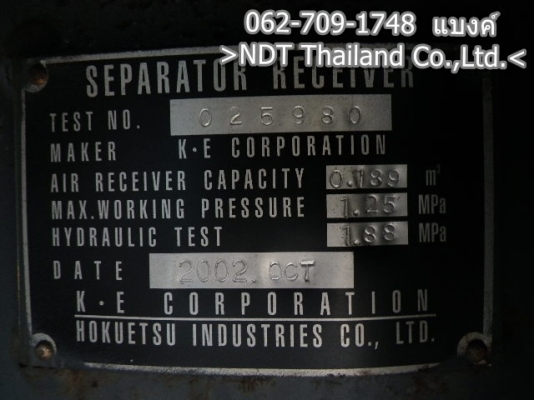 062-709-1748 แบงค์
>NDT Thailand Co.,Ltd.<
SEPARATOR RECEIVER
TEST NO. 025980
MAKER K·E CORPORATION
AIR RECEIVER CAPACITY 0.189 m³
MAX.WORKING PRESSURE 1.25 MPa
HYDRAULIC TEST 1.88 MPa
DATE 2002.OCT
K·E CORPORATION
HOKUETSU INDUSTRIES CO., LTD.